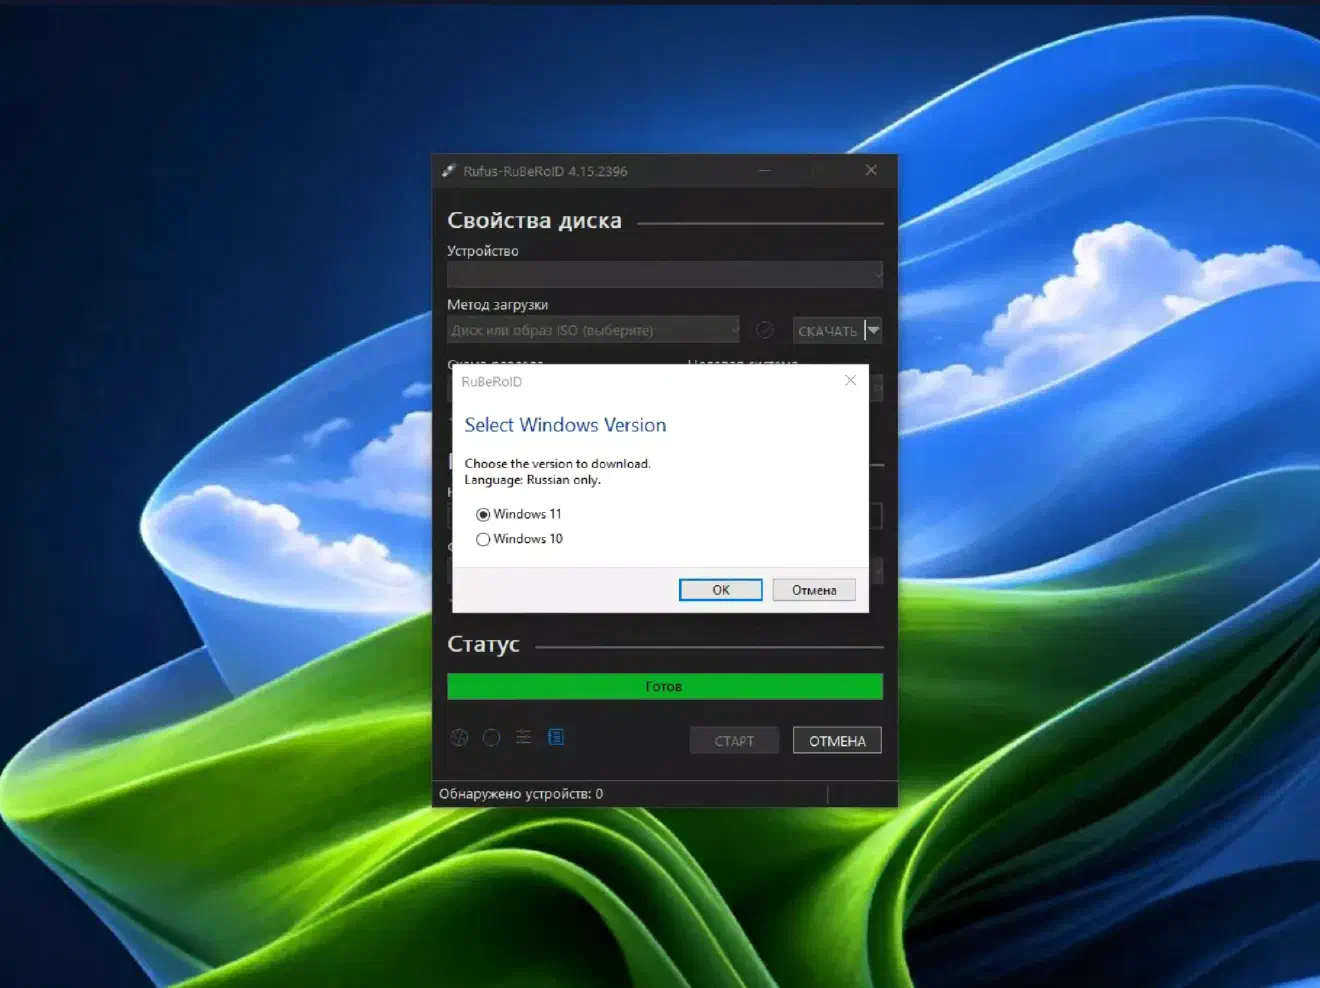 Rufus-RuBeRoID 4.15.2396
Свойства диска
Устройство
Метод загрузки
Диск или образ ISO (выберите)
СКАЧАТЬ
RuBeRoID
Select Windows Version
Choose the version to download.
Language: Russian only.
Windows 11
Windows 10
OK
Отмена
Статус
Готов
СТАРТ
ОТМЕНА
Обнаружено устройств: 0